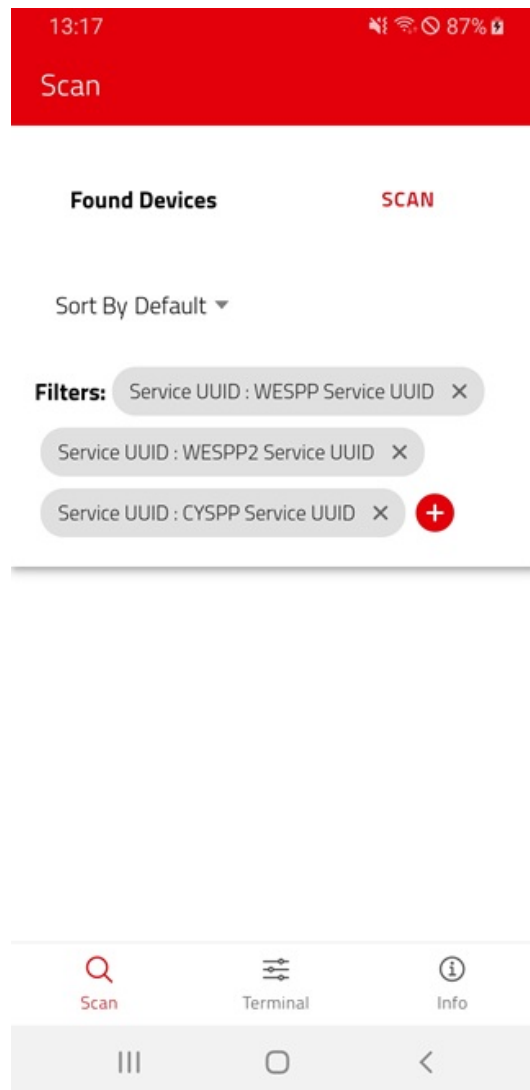 13:17 87%
Scan
Found Devices SCAN
Sort By Default
Filters: Service UUID : WESPP Service UUID
Service UUID : WESPP2 Service UUID
Service UUID : CYSPP Service UUID
Scan Terminal Info